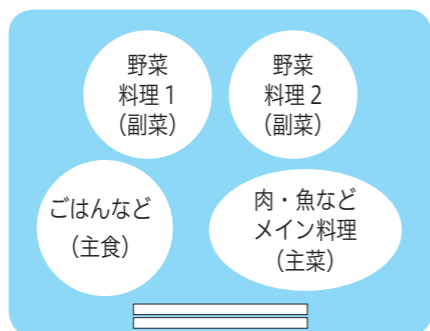 野菜
料理 1
（副菜）
野菜
料理 2
（副菜）
ごはんなど
（主食）
肉・魚など
メイン料理
（主菜）